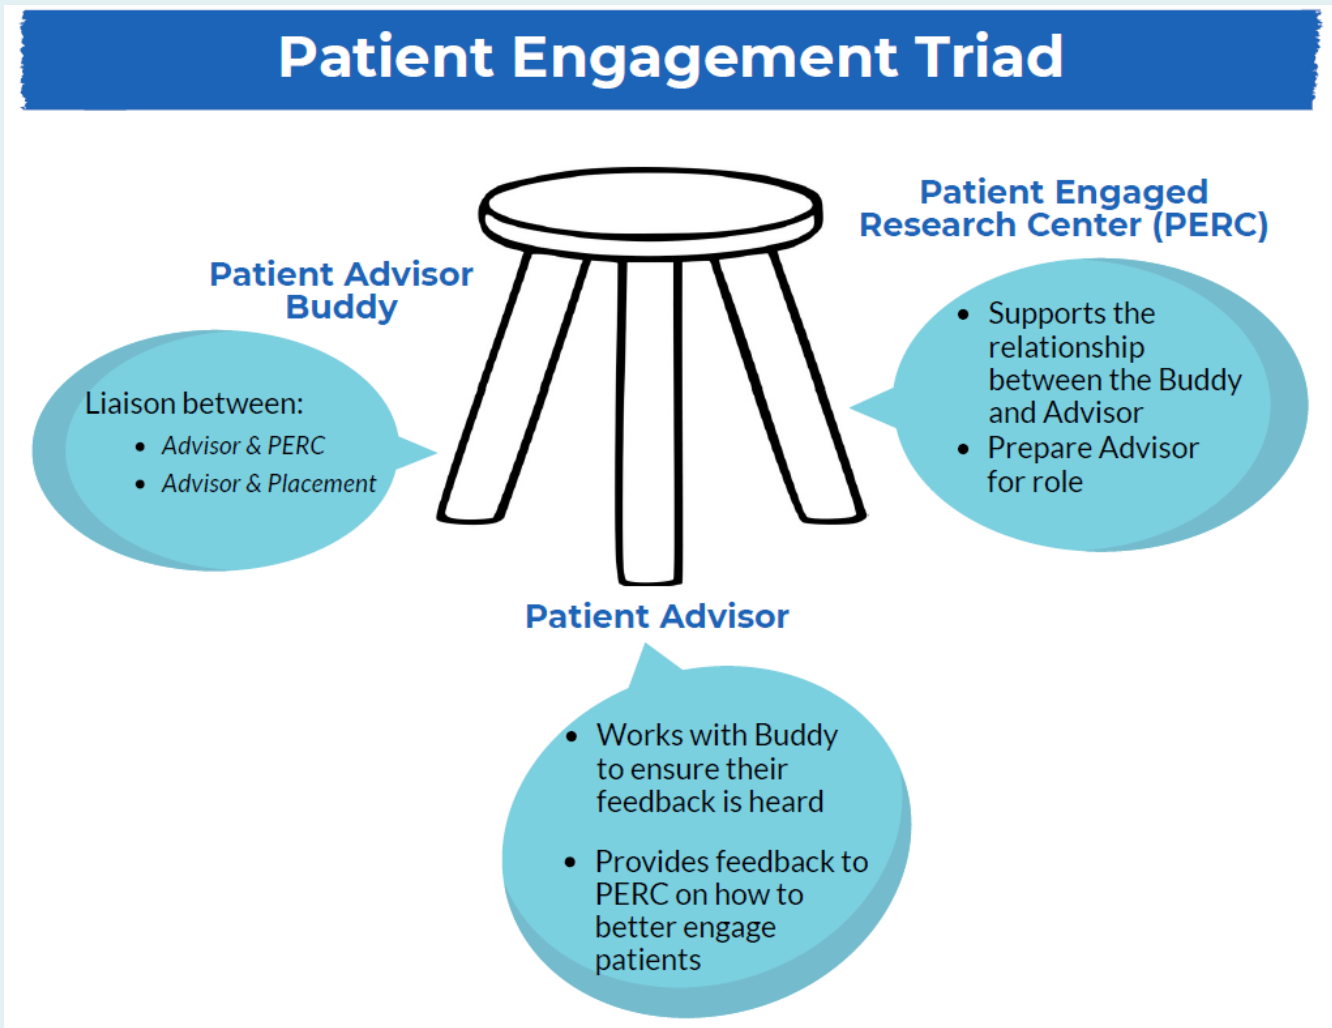 Patient Engagement Triad
Patient Advisor
Buddy
Liaison between:
• Advisor & PERC
• Advisor & Placement
Patient Engaged
Research Center (PERC)
• Supports the
relationship
between the Buddy
and Advisor
• Prepare Advisor
for role
Patient Advisor
• Works with Buddy
to ensure their
feedback is heard
• Provides feedback to
PERC on how to
better engage
patients